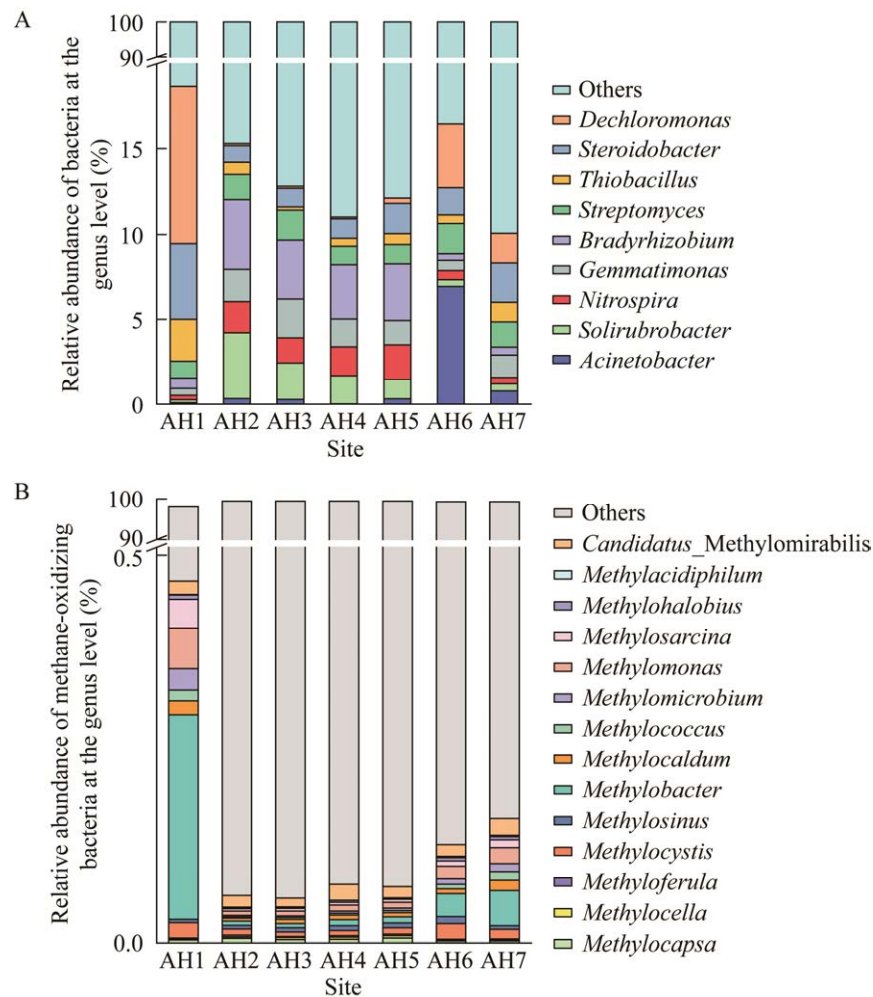 A
Relative abundance of bacteria at the
genus level (%)
100
90
15
10
5
0
AH1 AH2 AH3 AH4 AH5 AH6 AH7
Site
Others
Dechloromonas
Steroidobacter
Thiobacillus
Streptomyces
Bradyrhizobium
Gemmatimonas
Nitrospira
Solirubrobacter
Acinetobacter
B
Relative abundance of methane-oxidizing
bacteria at the genus level (%)
100
90
0.5
0.0
AH1 AH2 AH3 AH4 AH5 AH6 AH7
Site
Others
Candidatus_Methylomirabilis
Methylacidiphilum
Methylohalobius
Methylosarcina
Methylomonas
Methylomicrobium
Methylococcus
Methylocaldum
Methylobacter
Methylosinus
Methylocystis
Methyloferula
Methylocella
Methylocapsa